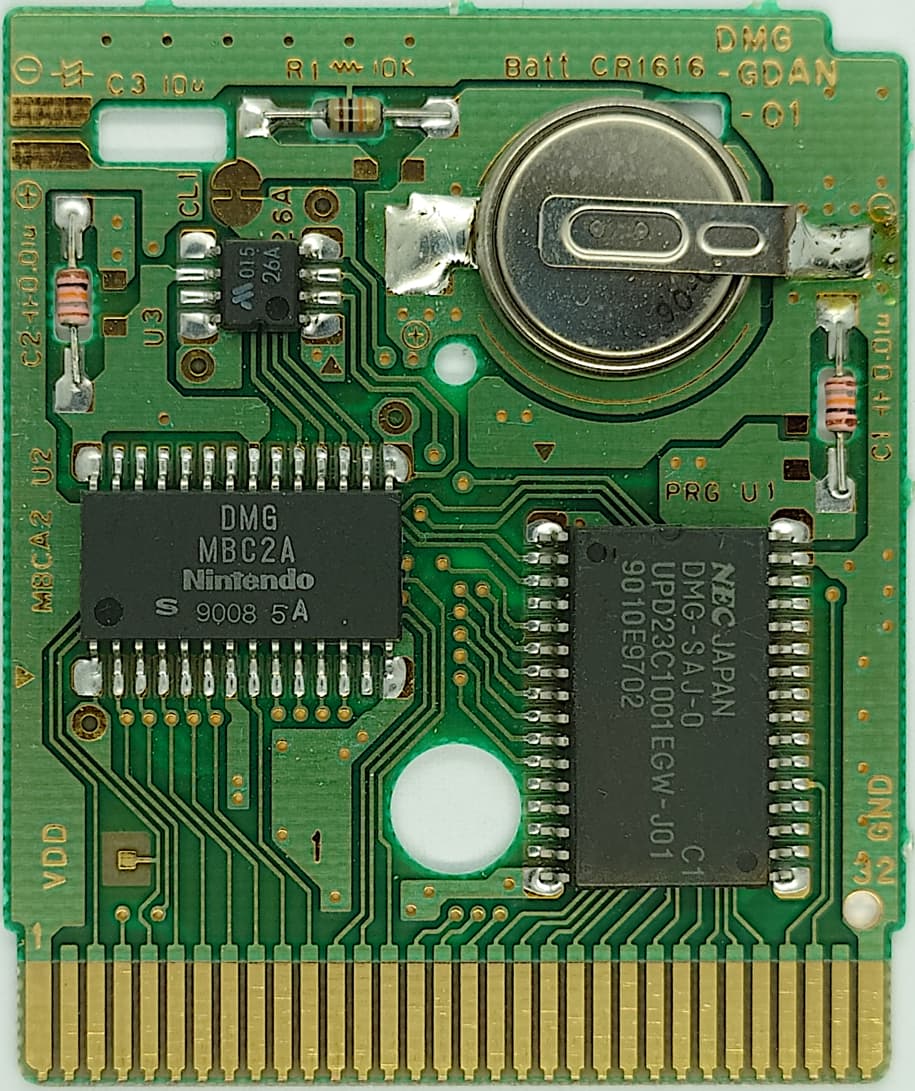 DMG
-GDAN
-01
C3 10u
R1 10K
Batt CR1616
CL1
26A
015
26A
U3
C2 0.01u
90-0
C1 0.01u
MBCA2 U2
PRG U1
DMG
MBC2A
Nintendo
S 9008 5A
NEC JAPAN
DMG-SAJ-0
UPD23C1001EGW-J01
9010E9702
C1
1
VDD
GND
32
1